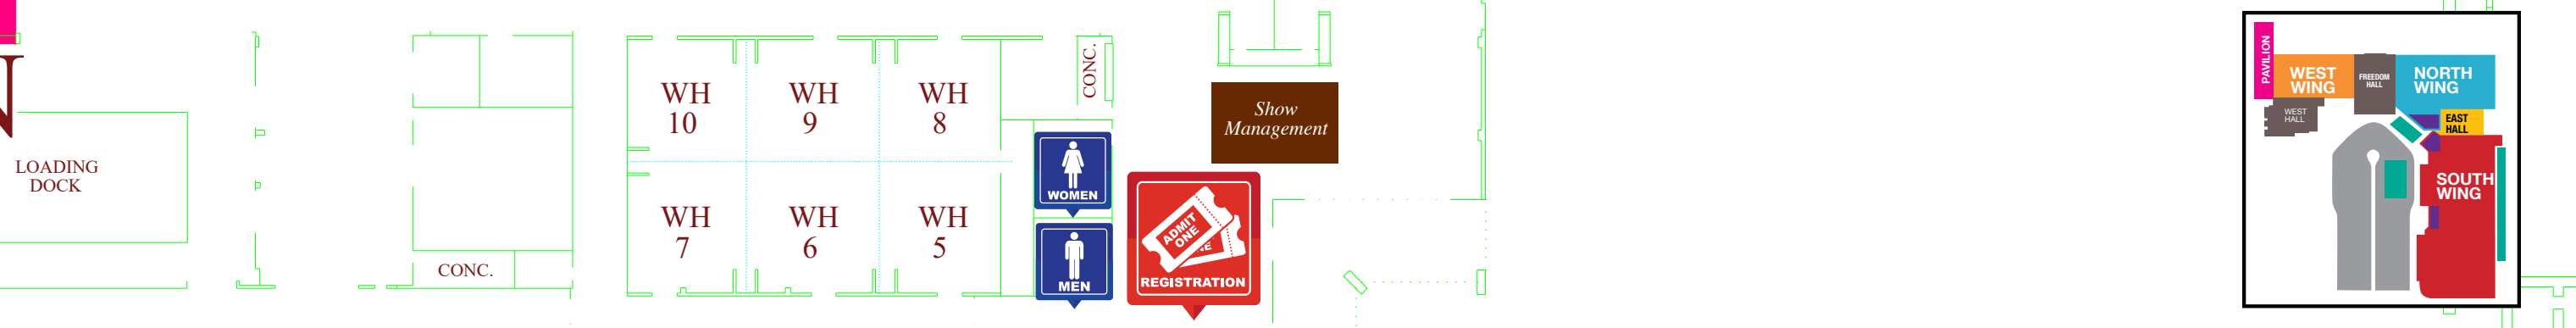 N
LOADING
DOCK
CONC.
WH
10
WH
9
WH
8
WH
7
WH
6
WH
5
CONC.
WOMEN
MEN
Show
Management
ADMIT
ONE
NE
REGISTRATION
PAVILION
WEST
WING
FREEDOM
HALL
NORTH
WING
WEST
HALL
EAST
HALL
SOUTH
WING